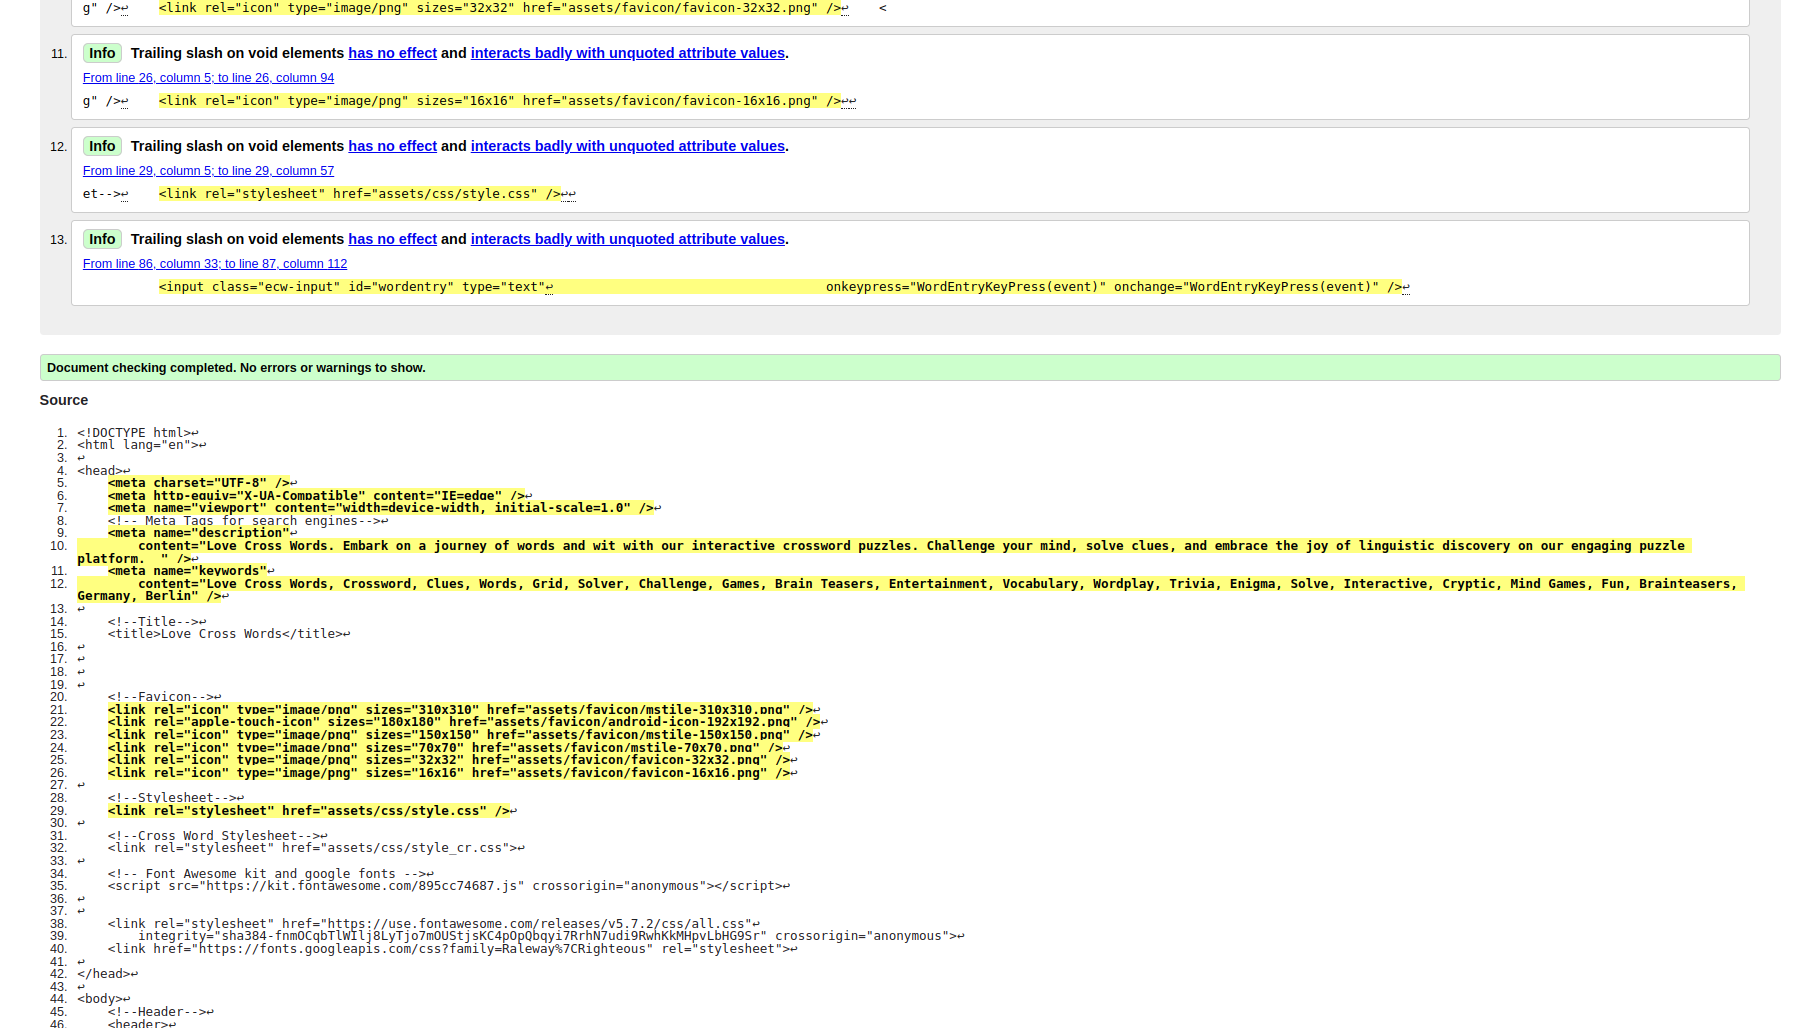 g" />↩    <link rel="icon" type="image/png" sizes="32x32" href="assets/favicon/favicon-32x32.png" />↩    <
11. Info Trailing slash on void elements has no effect and interacts badly with unquoted attribute values.
From line 26, column 5; to line 26, column 94
g" />↩    <link rel="icon" type="image/png" sizes="16x16" href="assets/favicon/favicon-16x16.png" />↩↩
12. Info Trailing slash on void elements has no effect and interacts badly with unquoted attribute values.
From line 29, column 5; to line 29, column 57
et-->↩    <link rel="stylesheet" href="assets/css/style.css" />↩↩
13. Info Trailing slash on void elements has no effect and interacts badly with unquoted attribute values.
From line 86, column 33; to line 87, column 112
<input class="ecw-input" id="wordentry" type="text"↩                                    onkeypress="WordEntryKeyPress(event)" onchange="WordEntryKeyPress(event)" />↩
Document checking completed. No errors or warnings to show.
Source
1. <!DOCTYPE html>↩
2. <html lang="en">↩
3. ↩
4. <head>↩
5.     <meta charset="UTF-8" />↩
6.     <meta http-equiv="X-UA-Compatible" content="IE=edge" />↩
7.     <meta name="viewport" content="width=device-width, initial-scale=1.0" />↩
8.     <!-- Meta Tags for search engines-->↩
9.     <meta name="description"↩
10.         content="Love Cross Words. Embark on a journey of words and wit with our interactive crossword puzzles. Challenge your mind, solve clues, and embrace the joy of linguistic discovery on our engaging puzzle
platform.  " />↩
11.     <meta name="keywords"↩
12.         content="Love Cross Words, Crossword, Clues, Words, Grid, Solver, Challenge, Games, Brain Teasers, Entertainment, Vocabulary, Wordplay, Trivia, Enigma, Solve, Interactive, Cryptic, Mind Games, Fun, Brainteasers,
Germany, Berlin" />↩
13. ↩
14.     <!--Title-->↩
15.     <title>Love Cross Words</title>↩
16. ↩
17. ↩
18. ↩
19. ↩
20.     <!--Favicon-->↩
21.     <link rel="icon" type="image/png" sizes="310x310" href="assets/favicon/mstile-310x310.png" />↩
22.     <link rel="apple-touch-icon" sizes="180x180" href="assets/favicon/android-icon-192x192.png" />↩
23.     <link rel="icon" type="image/png" sizes="150x150" href="assets/favicon/mstile-150x150.png" />↩
24.     <link rel="icon" type="image/png" sizes="70x70" href="assets/favicon/mstile-70x70.png" />↩
25.     <link rel="icon" type="image/png" sizes="32x32" href="assets/favicon/favicon-32x32.png" />↩
26.     <link rel="icon" type="image/png" sizes="16x16" href="assets/favicon/favicon-16x16.png" />↩
27. ↩
28.     <!--Stylesheet-->↩
29.     <link rel="stylesheet" href="assets/css/style.css" />↩
30. ↩
31.     <!--Cross Word Stylesheet-->↩
32.     <link rel="stylesheet" href="assets/css/style_cr.css">↩
33. ↩
34.     <!-- Font Awesome kit and google fonts -->↩
35.     <script src="https://kit.fontawesome.com/895cc74687.js" crossorigin="anonymous"></script>↩
36. ↩
37. ↩
38.     <link rel="stylesheet" href="https://use.fontawesome.com/releases/v5.7.2/css/all.css"↩
39.         integrity="sha384-fnmOCqbTlWIlj8LyTjo7mOUStjsKC4pOpQbqyi7RrhN7udi9RwhKkMHpvLbHG9Sr" crossorigin="anonymous">↩
40.     <link href="https://fonts.googleapis.com/css?family=Raleway%7CRighteous" rel="stylesheet">↩
41. ↩
42. </head>↩
43. ↩
44. <body>↩
45.     <!--Header-->↩
46.     <header>↩